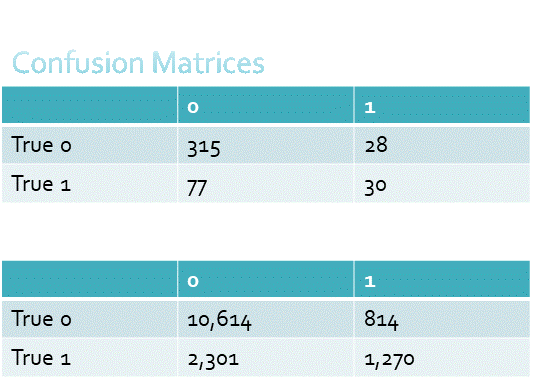 Confusion Matrices
0 1
True 0 315 28
True 1 77 30
0 1
True 0 10,614 814
True 1 2,301 1,270